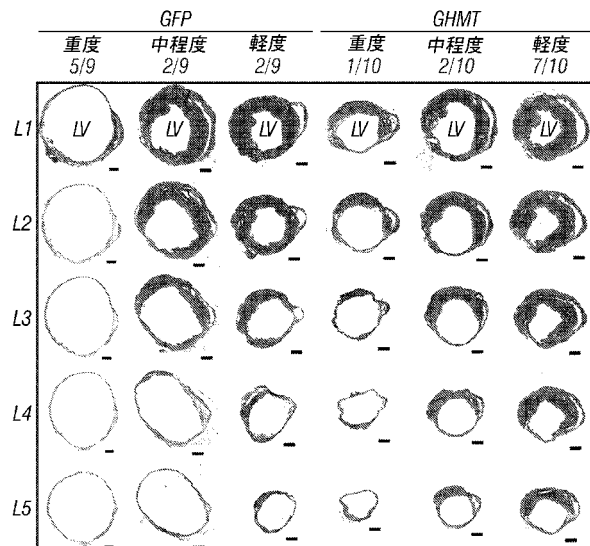 GFP GHMT
重度 中程度 軽度 重度 中程度 軽度
5/9 2/9 2/9 1/10 2/10 7/10
L1 LV LV LV LV LV LV
L2
L3
L4
L5